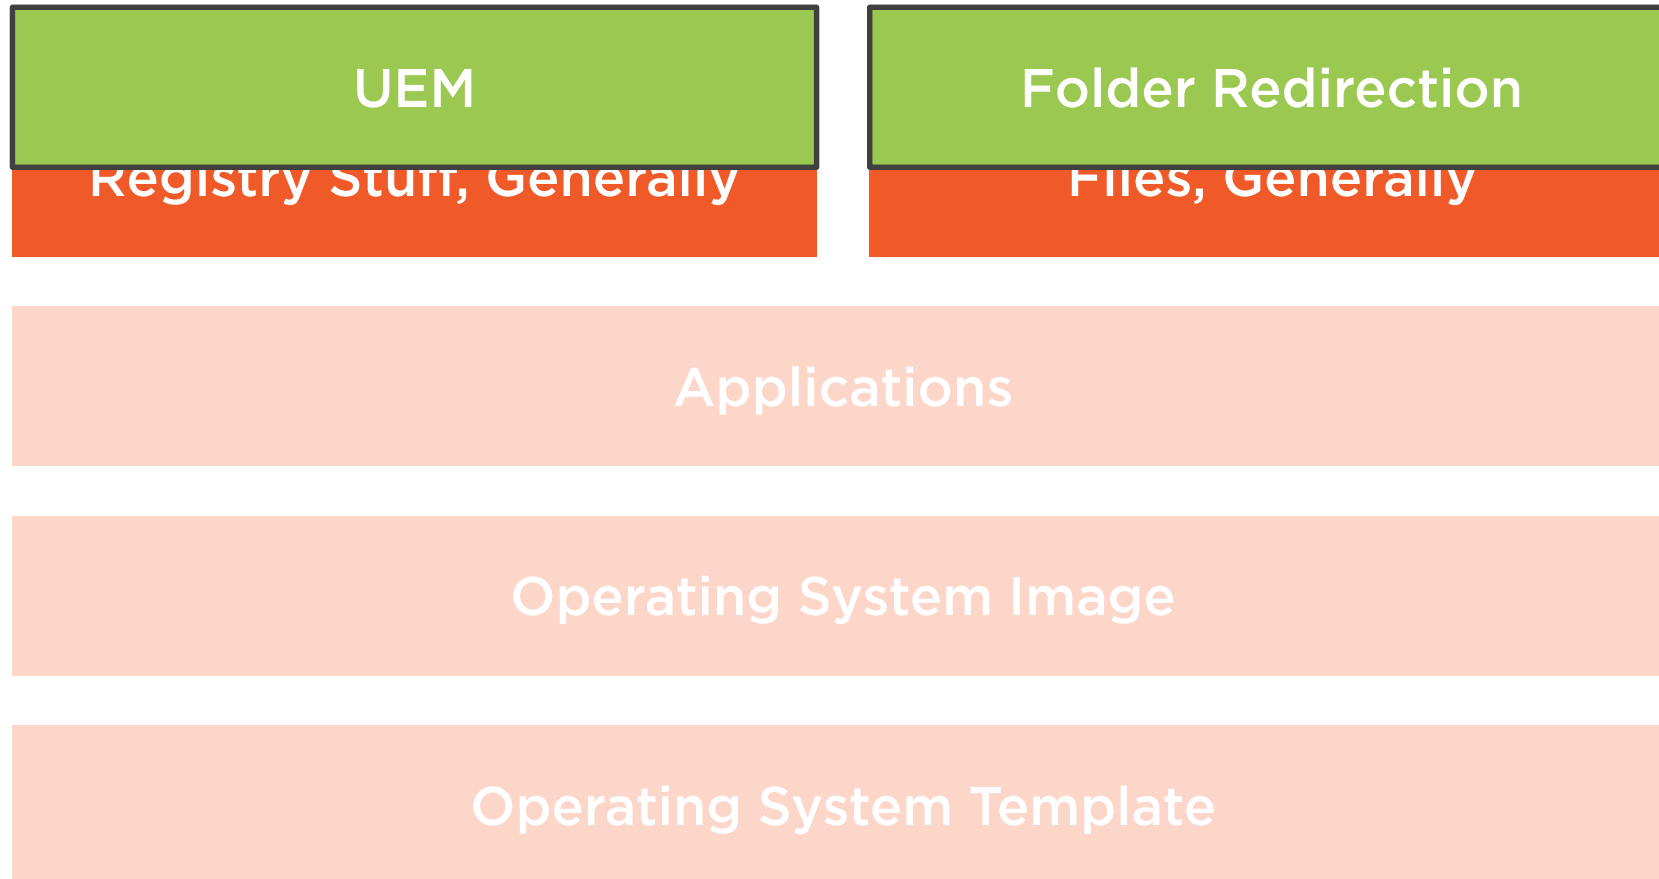 UEM
Folder Redirection
Registry Stuff, Generally
Files, Generally
Applications
Operating System Image
Operating System Template